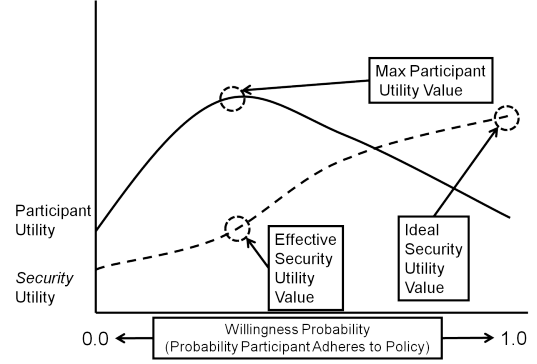 Max Participant
Utility Value
Participant
Utility
Effective
Security
Utility
Value
Ideal
Security
Utility
Value
Security
Utility
0.0
Willingness Probability
(Probability Participant Adheres to Policy)
1.0